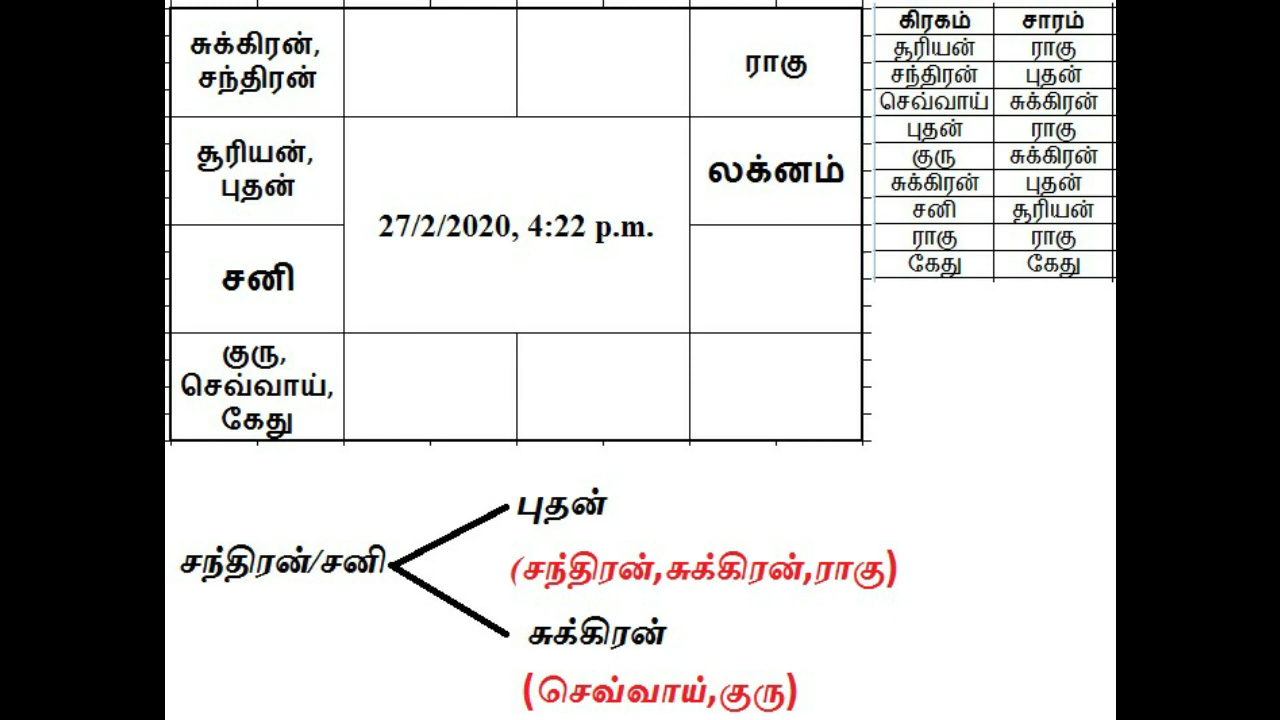 சுக்கிரன்,
சந்திரன்
ராகு
சூரியன்,
புதன்
லக்னம்
27/2/2020, 4:22 p.m.
சனி
குரு,
செவ்வாய்,
கேது
கிரகம் சாரம்
சூரியன் ராகு
சந்திரன் புதன்
செவ்வாய் சுக்கிரன்
புதன் ராகு
குரு சுக்கிரன்
சுக்கிரன் புதன்
சனி சூரியன்
ராகு ராகு
கேது கேது
புதன்
சந்திரன்/சனி
(சந்திரன்,சுக்கிரன்,ராகு)
சுக்கிரன்
(செவ்வாய்,குரு)